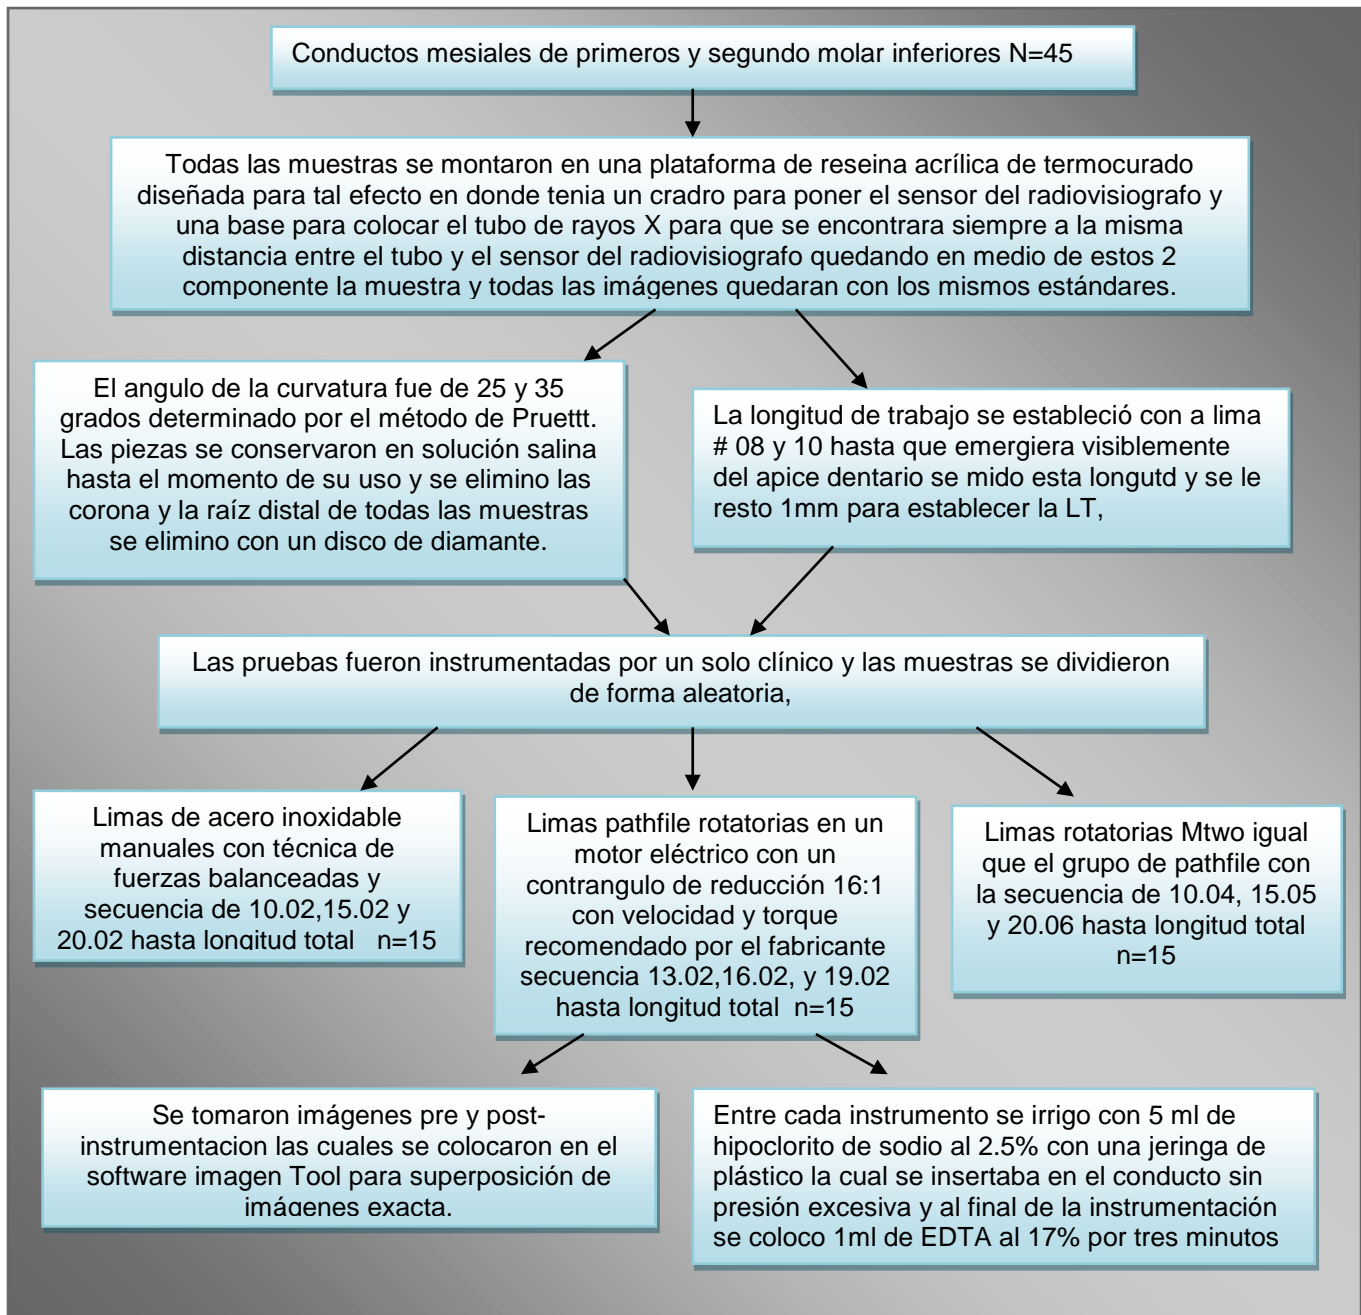 Conductos mesiales de primeros y segundo molar inferiores N=45
Todas las muestras se montaron en una plataforma de reseina acrílica de termocurado
diseñada para tal efecto en donde tenia un cradro para poner el sensor del radiovisiografo y
una base para colocar el tubo de rayos X para que se encontrara siempre a la misma
distancia entre el tubo y el sensor del radiovisiografo quedando en medio de estos 2
componente la muestra y todas las imágenes quedaran con los mismos estándares.
El angulo de la curvatura fue de 25 y 35
grados determinado por el método de Pruettt.
Las piezas se conservaron en solución salina
hasta el momento de su uso y se elimino las
corona y la raíz distal de todas las muestras
se elimino con un disco de diamante.
La longitud de trabajo se estableció con a lima
# 08 y 10 hasta que emergiera visiblemente
del apice dentario se mido esta longutd y se le
resto 1mm para establecer la LT,
Las pruebas fueron instrumentadas por un solo clínico y las muestras se dividieron
de forma aleatoria,
Limas de acero inoxidable
manuales con técnica de
fuerzas balanceadas y
secuencia de 10.02,15.02 y
20.02 hasta longitud total n=15
Limas pathfile rotatorias en un
motor eléctrico con un
contrangulo de reducción 16:1
con velocidad y torque
recomendado por el fabricante
secuencia 13.02,16.02, y 19.02
hasta longitud total n=15
Limas rotatorias Mtwo igual
que el grupo de pathfile con
la secuencia de 10.04, 15.05
y 20.06 hasta longitud total
n=15
Se tomaron imágenes pre y post-
instrumentacion las cuales se colocaron en el
software imagen Tool para superposición de
imágenes exacta.
Entre cada instrumento se irrigo con 5 ml de
hipoclorito de sodio al 2.5% con una jeringa de
plástico la cual se insertaba en el conducto sin
presión excesiva y al final de la instrumentación
se coloco 1ml de EDTA al 17% por tres minutos